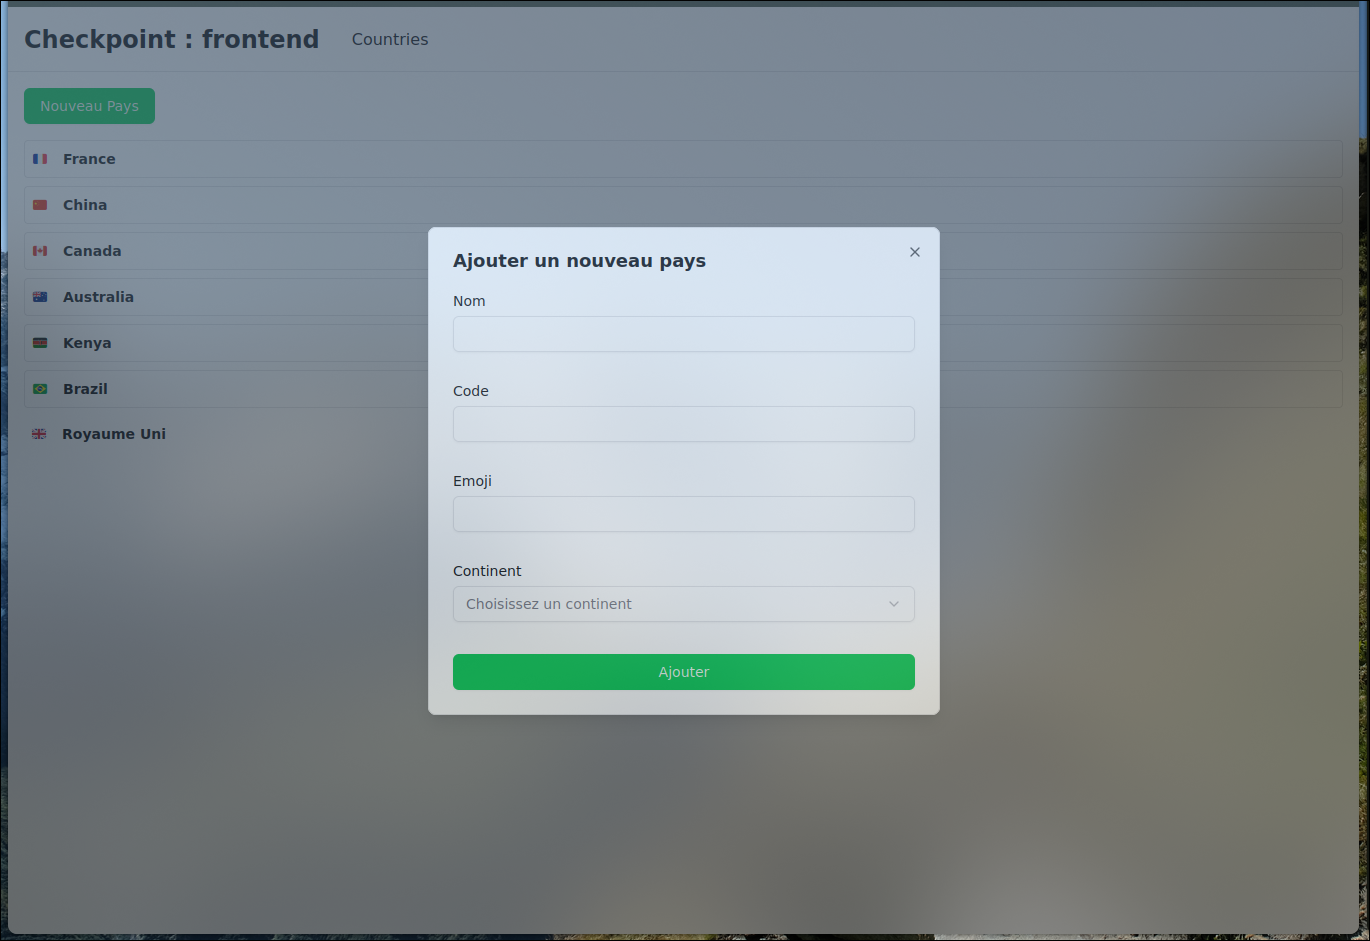 Checkpoint : frontend
Countries
Nouveau Pays
France
China
Canada
Australia
Kenya
Brazil
Royaume Uni
Ajouter un nouveau pays
Nom
Code
Emoji
Continent
Choisissez un continent
Ajouter